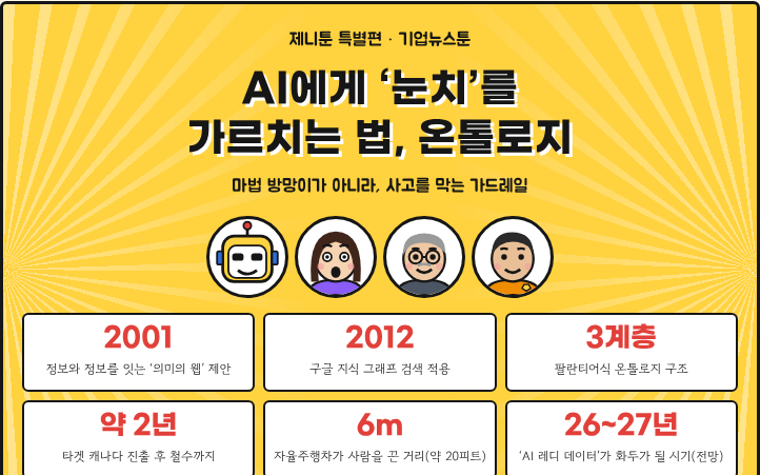 제니툰 특별편 · 기업뉴스툰
AI에게 ‘눈치’를
가르치는 법, 온톨로지
마법 방망이가 아니라, 사고를 막는 가드레일
2001
정보와 정보를 잇는 ‘의미의 웹’ 제안
2012
구글 지식 그래프 검색 적용
3계층
팔란티어식 온톨로지 구조
약 2년
타겟 캐나다 진출 후 철수까지
6m
자율주행차가 사람을 끈 거리(약 20피트)
26~27년
‘AI 레디 데이터’가 화두가 될 시기(전망)